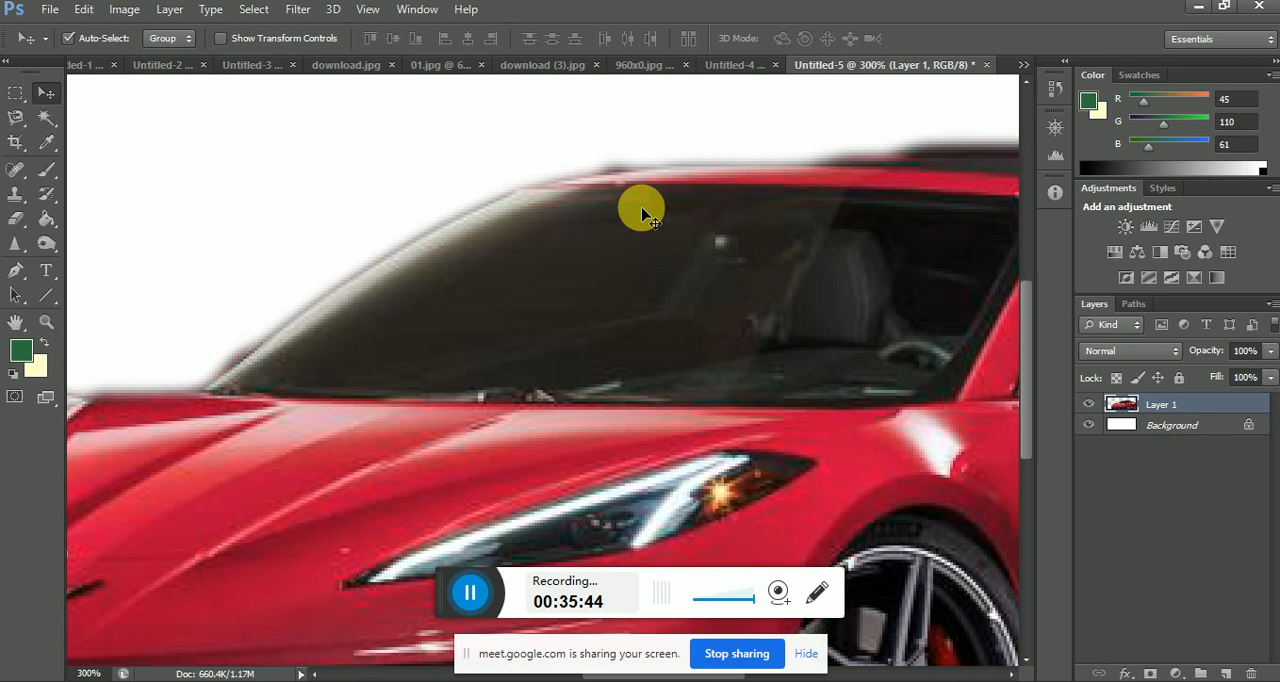 Ps File Edit Image Layer Type Select Filter 3D View Window Help
Auto-Select: Group Show Transform Controls 3D Mode: Essentials
ded-1 ... × Untitled-2 ... × Untitled-3 ... × download.jpg × 01.jpg @ 6... × download (3).jpg × 960x0.jpg ... × Untitled-4 ... × Untitled-5 @ 300% (Layer 1, RGB/8) * ×
Color Swatches
R 45
G 110
B 61
Adjustments Styles
Add an adjustment
Layers Paths
Kind
Normal Opacity: 100%
Lock: Fill: 100%
Layer 1
Background
Recording...
00:35:44
meet.google.com is sharing your screen. Stop sharing Hide
300% Doc: 660.4K/1.17M